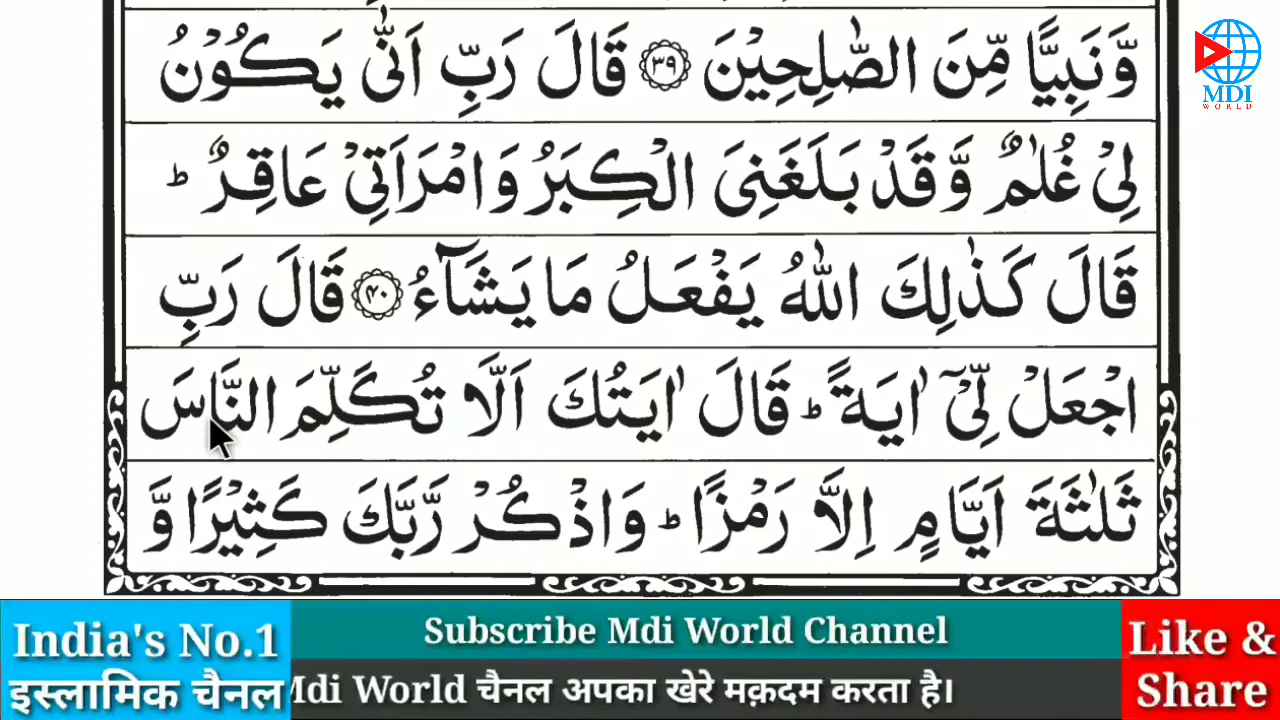 وَّنَبِيًّا مِّنَ الصّٰلِحِيْنَ ۝٣٩ قَالَ رَبِّ اَنّٰى يَكُوْنُ
لِيْ غُلٰمٌ وَّقَدْ بَلَغَنِيَ الْكِبَرُ وَامْرَاَتِيْ عَاقِرٌ ؕ
قَالَ كَذٰلِكَ اللّٰهُ يَفْعَلُ مَا يَشَآءُ ۝٤٠ قَالَ رَبِّ
اجْعَلْ لِّيْٓ اٰيَةً ؕ قَالَ اٰيَتُكَ اَلَّا تُكَلِّمَ النَّاسَ
ثَلٰثَةَ اَيَّامٍ اِلَّا رَمْزًا ؕ وَاذْكُرْ رَّبَّكَ كَثِيْرًا وَّ
MDI
WORLD
India's No.1
इस्लामिक चैनल
Subscribe Mdi World Channel
Mdi World चैनल अपका खेरे मक़दम करता है।
Like &
Share